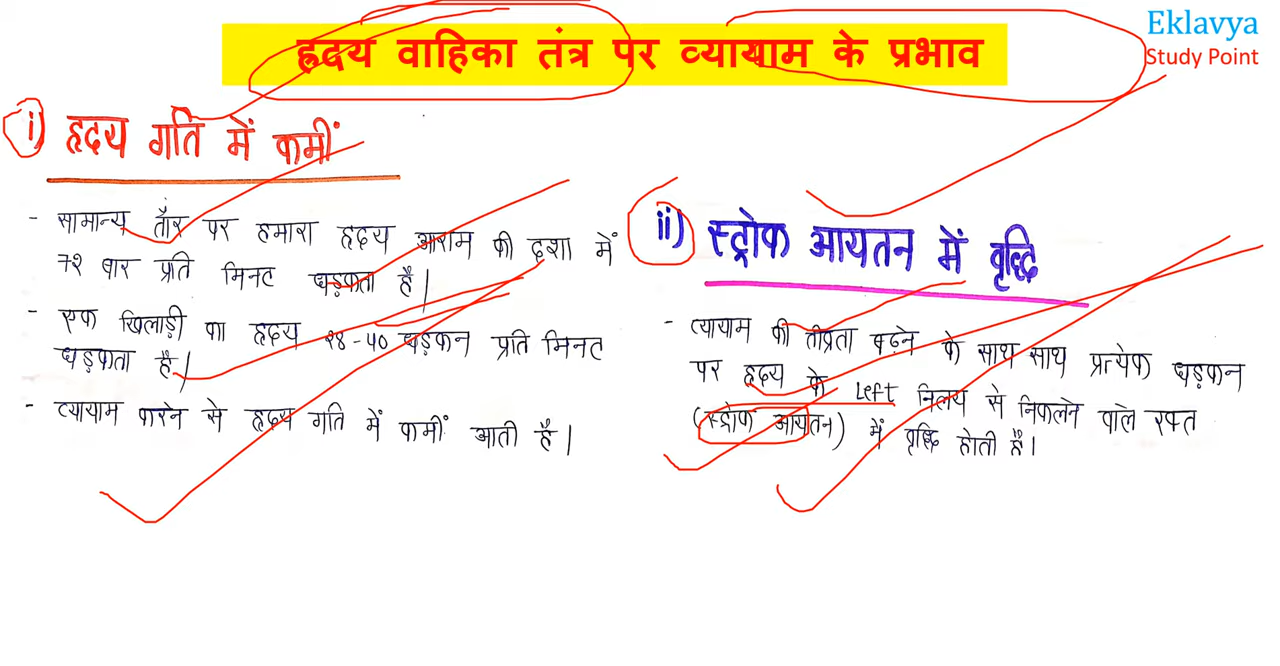 ह्रदय वाहिका तंत्र पर व्यायाम के प्रभाव
Eklavya
Study Point
i) हृदय गति में कमीं
- सामान्य तौर पर हमारा हृदय आराम की दशा में
७२ बार प्रति मिनट धड़कता है।
- एक खिलाड़ी का हृदय २४-५० धड़कन प्रति मिनट
धड़कता है।
- व्यायाम करने से हृदय गति में कमीं आती है।
ii) स्ट्रोक आयतन में वृद्धि
- व्यायाम की तीव्रता बढ़ने के साथ साथ प्रत्येक धड़कन
पर हृदय के Left निलय से निकलने वाले रक्त
(स्ट्रोक आयतन) में वृद्धि होती है।